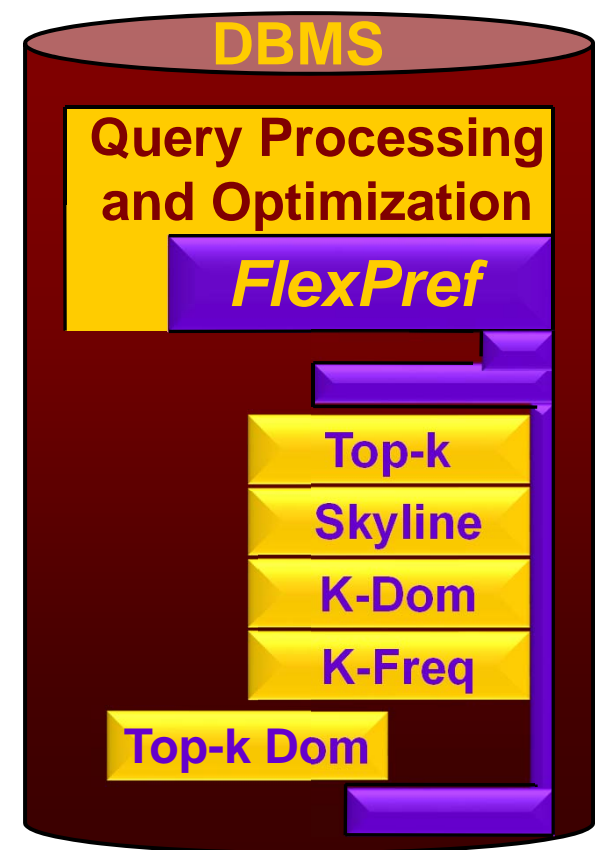 DBMS
Query Processing
and Optimization
FlexPref
Top-k
Skyline
K-Dom
K-Freq
Top-k Dom